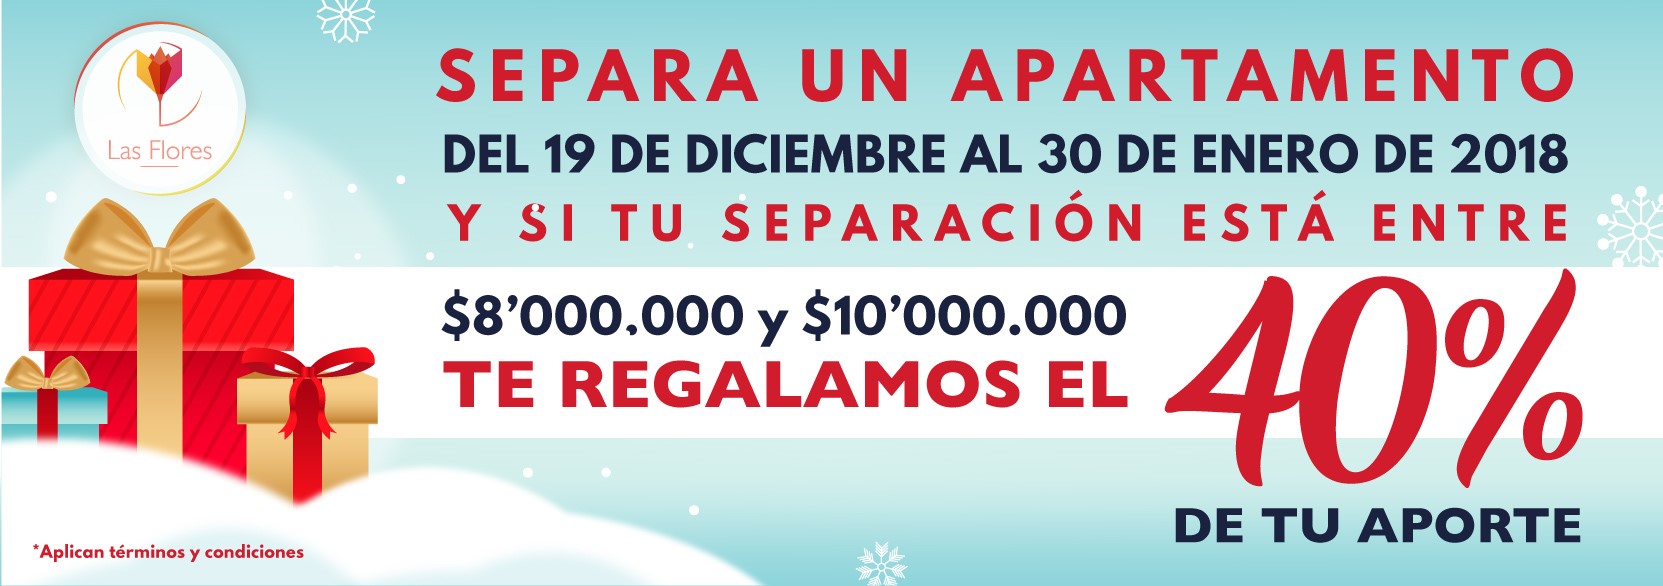 Las Flores
SEPARA UN APARTAMENTO
DEL 19 DE DICIEMBRE AL 30 DE ENERO DE 2018
Y SI TU SEPARACIÓN ESTÁ ENTRE
$8’000.000 y $10’000.000
TE REGALAMOS EL
40%
DE TU APORTE
*Aplican términos y condiciones